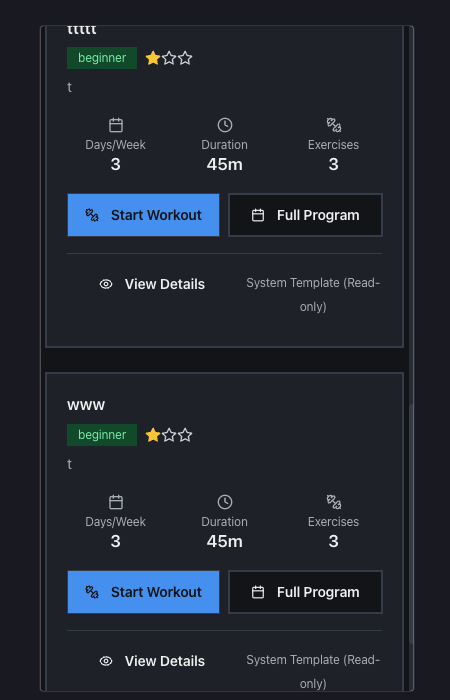 ttttt
beginner
t
Days/Week
Duration
Exercises
3
45m
3
Start Workout
Full Program
View Details
System Template (Read-
only)
www
beginner
t
Days/Week
Duration
Exercises
3
45m
3
Start Workout
Full Program
View Details
System Template (Read-
only)